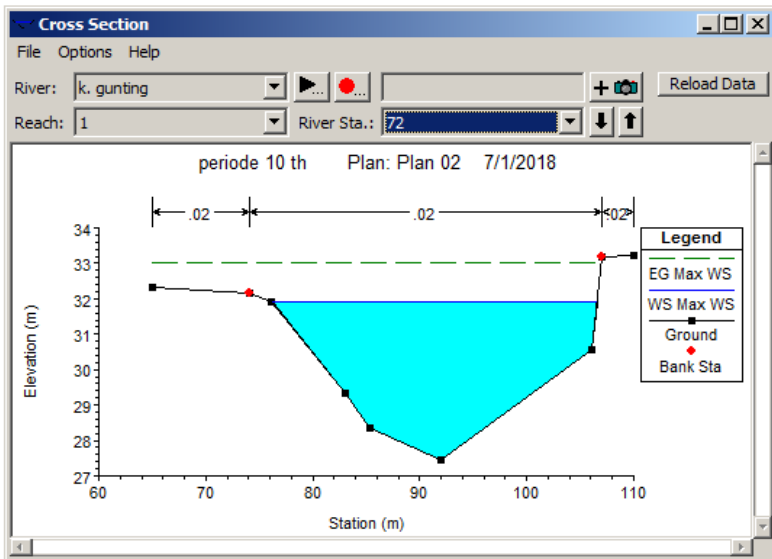 Cross Section
File Options Help
River: k. gunting
Reload Data
Reach: 1 River Sta.: 72
periode 10 th Plan: Plan 02 7/1/2018
.02 .02 .02
34
33
32
31
30
29
28
27
60 70 80 90 100 110
Elevation (m)
Station (m)
Legend
EG Max WS
WS Max WS
Ground
Bank Sta